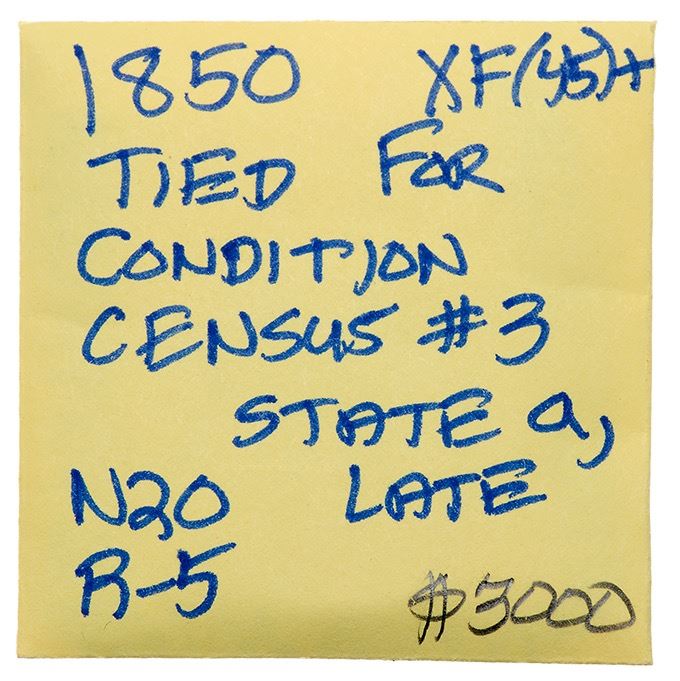 1850 XF(45)+
TIED FOR
CONDITION
CENSUS #3
STATE a,
N20 LATE
R-5
$3000